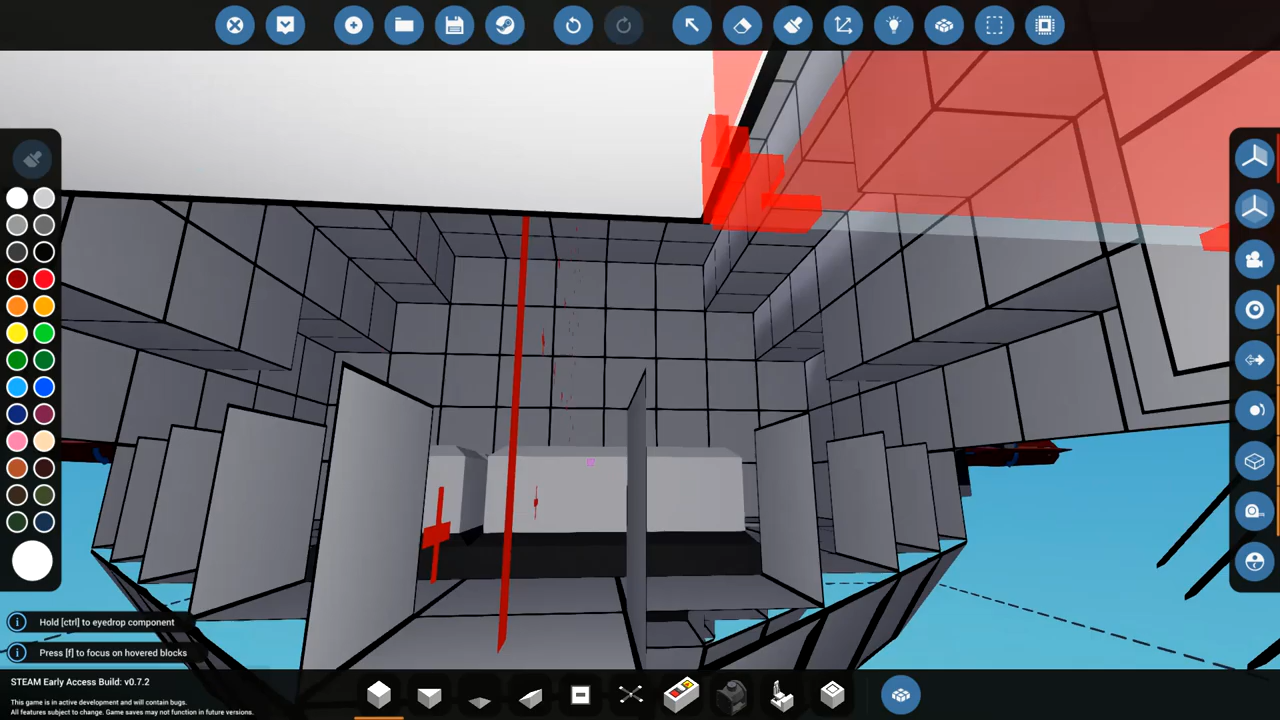 Hold [ctrl] to eyedrop component
Press [f] to focus on hovered blocks
STEAM Early Access Build: v0.7.2
This game is in active development and will contain bugs.
All features subject to change. Game saves may not function in future versions.